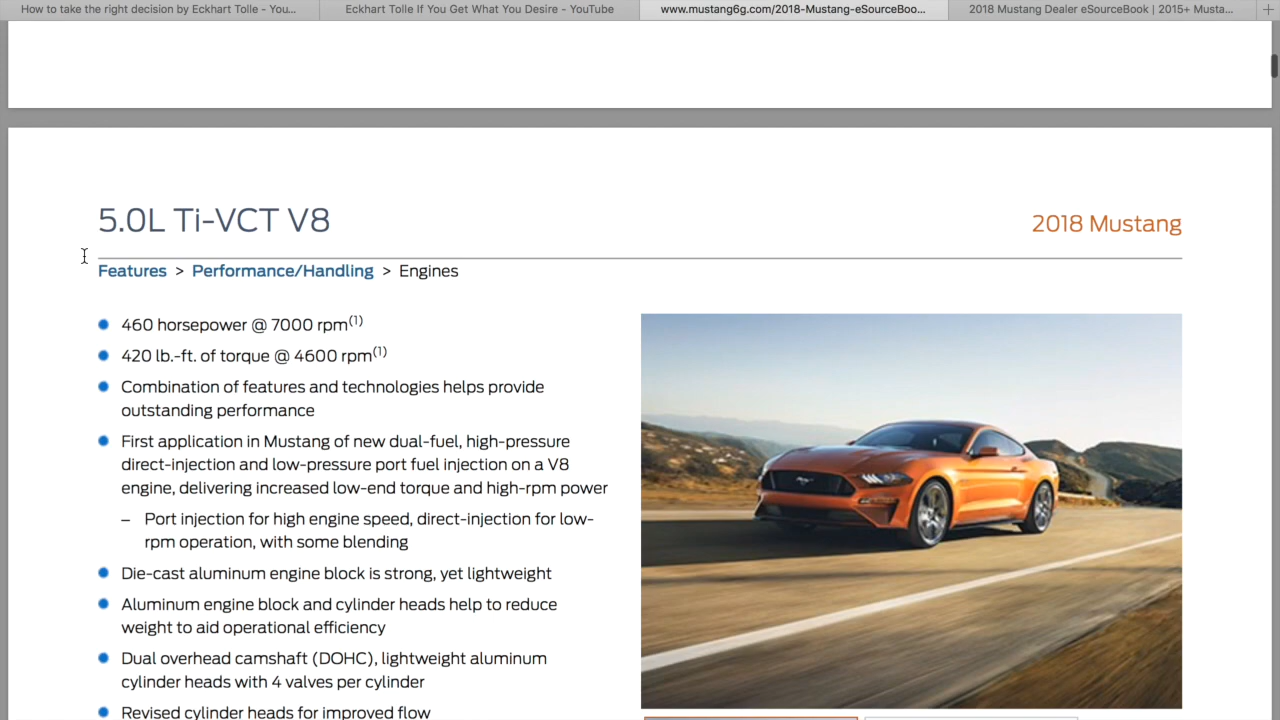 How to take the right decision by Eckhart Tolle - You...
Eckhart Tolle If You Get What You Desire - YouTube
www.mustang6g.com/2018-Mustang-eSourceBoo...
2018 Mustang Dealer eSourceBook | 2015+ Musta...
5.0L Ti-VCT V8
2018 Mustang
Features > Performance/Handling > Engines
460 horsepower @ 7000 rpm(1)
420 lb.-ft. of torque @ 4600 rpm(1)
Combination of features and technologies helps provide
outstanding performance
First application in Mustang of new dual-fuel, high-pressure
direct-injection and low-pressure port fuel injection on a V8
engine, delivering increased low-end torque and high-rpm power
– Port injection for high engine speed, direct-injection for low-
rpm operation, with some blending
Die-cast aluminum engine block is strong, yet lightweight
Aluminum engine block and cylinder heads help to reduce
weight to aid operational efficiency
Dual overhead camshaft (DOHC), lightweight aluminum
cylinder heads with 4 valves per cylinder
Revised cylinder heads for improved flow